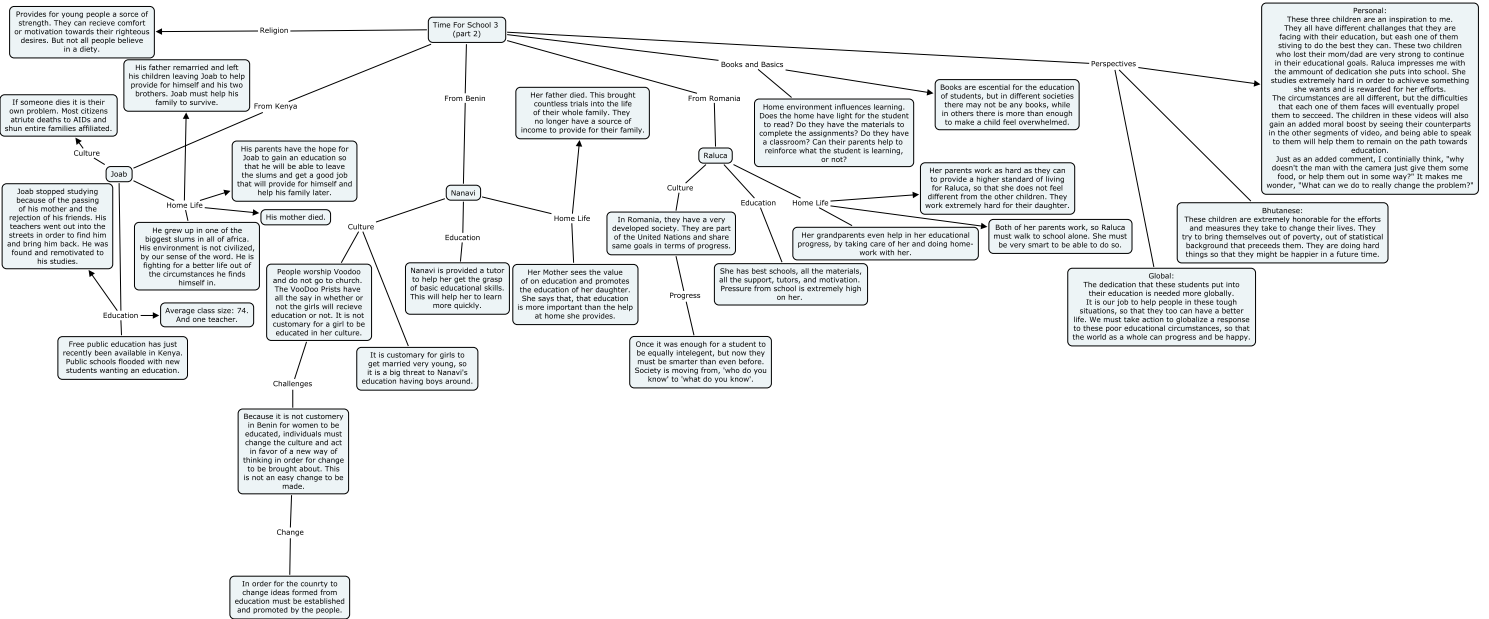 Provides for young people a sorce of
strength. They can recieve comfort
or motivation towards their righteous
desires. But not all people believe
in a diety.
Religion
Time For School 3
(part 2)
Personal:
These three children are an inspiration to me.
They all have different challanges that they are
facing with their education, but eash one of them
stiving to do the best they can. These two children
who lost their mom/dad are very strong to continue
in their educational goals. Raluca impresses me with
the ammount of dedication she puts into school. She
studies extremely hard in order to achiveve something
she wants and is rewarded for her efforts.
The circumstances are all different, but the difficulties
that each one of them faces will eventually propel
them to secceed. The children in these videos will also
gain an added moral boost by seeing their counterparts
in the other segments of video, and being able to speak
to them will help them to remain on the path towards
education.
Just as an added comment, I continially think, "why
doesn't the man with the camera just give them some
food, or help them out in some way?" It makes me
wonder, "What can we do to really change the problem?"
His father remarried and left
his children leaving Joab to help
provide for himself and his two
brothers. Joab must help his
family to survive.
Books and Basics
Perspectives
If someone dies it is their
own problem. Most citizens
atriute deaths to AIDs and
shun entire families affiliated.
From Kenya
From Benin
From Romania
Her father died. This brought
countless trials into the life
of their whole family. They
no longer have a source of
income to provide for their family.
Home environment influences learning.
Does the home have light for the student
to read? Do they have the materials to
complete the assignments? Do they have
a classroom? Can their parents help to
reinforce what the student is learning,
or not?
Books are essential for the education
of students, but in different societies
there may not be any books, while
in others there is more than enough
to make a child feel overwhelmed.
Culture
Joab
His parents have the hope for
Joab to gain an education so
that he will be able to leave
the slums and get a good job
that will provide for himself and
help his family later.
Raluca
Joab stopped studying
because of the passing
of his mother and the
rejection of his friends. His
teachers went out into the
streets in order to find him
and bring him back. He was
found and remotivated to
his studies.
Home Life
His mother died.
He grew up in one of the
biggest slums in all of africa.
His environment is not civilized,
by our sense of the word. He is
fighting for a better life out of
the circumstances he finds
himself in.
Nanavi
Culture
Education
Home Life
Culture
Education
Home Life
Her parents work as hard as they can
to provide a higher standard of living
for Raluca, so that she does not feel
different from the other children. They
work extremely hard for their daughter.
In Romania, they have a very
developed society. They are part
of the United Nations and share
same goals in terms of progress.
Her grandparents even help in her educational
progress, by taking care of her and doing home-
work with her.
Both of her parents work, so Raluca
must walk to school alone. She must
be very smart to be able to do so.
Bhutanese:
These children are extremely honorable for the efforts
and measures they take to change their lives. They
try to bring themselves out of poverty, out of statistical
background that preceeds them. They are doing hard
things so that they might be happier in a future time.
People worship Voodoo
and do not go to church.
The VooDoo Prists have
all the say in whether or
not the girls will recieve
education or not. It is not
customary for a girl to be
educated in her culture.
Nanavi is provided a tutor
to help her get the grasp
of basic educational skills.
This will help her to learn
more quickly.
Her Mother sees the value
of on education and promotes
the education of her daughter.
She says that, that education
is more important than the help
at home she provides.
She has best schools, all the materials,
all the support, tutors, and motivation.
Pressure from school is extremely high
on her.
Global:
The dedication that these students put into
their education is needed more globally.
It is our job to help people in these tough
situations, so that they too can have a better
life. We must take action to globalize a response
to these poor educational circumstances, so that
the world as a whole can progress and be happy.
Education
Average class size: 74.
And one teacher.
Progress
Free public education has just
recently been available in Kenya.
Public schools flooded with new
students wanting an education.
It is customary for girls to
get married very young, so
it is a big threat to Nanavi's
education having boys around.
Once it was enough for a student to
be equally intelegent, but now they
must be smarter than even before.
Society is moving from, 'who do you
know' to 'what do you know'.
Challenges
Because it is not customery
in Benin for women to be
educated, individuals must
change the culture and act
in favor of a new way of
thinking in order for change
to be brought about. This
is not an easy change to be
made.
Change
In order for the counrty to
change ideas formed from
education must be established
and promoted by the people.